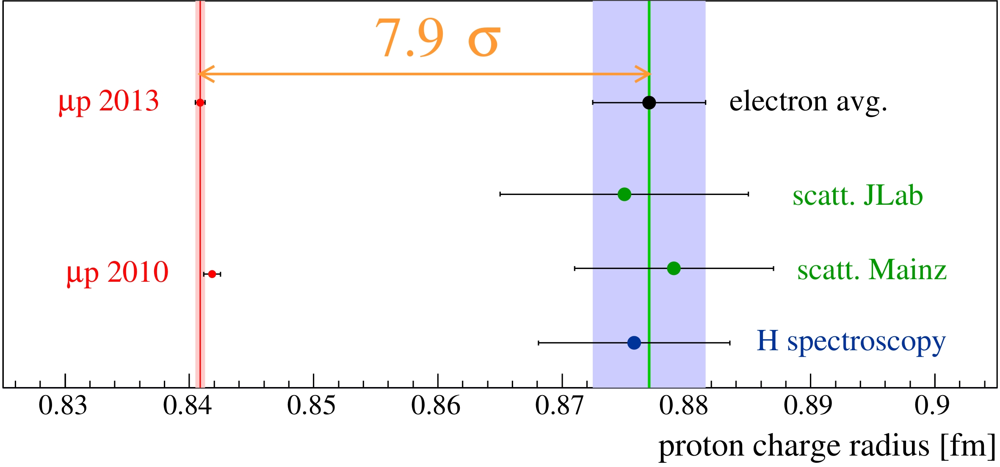 7.9 σ
μp 2013
electron avg.
scatt. JLab
μp 2010
scatt. Mainz
H spectroscopy
0.83 0.84 0.85 0.86 0.87 0.88 0.89 0.9
proton charge radius [fm]